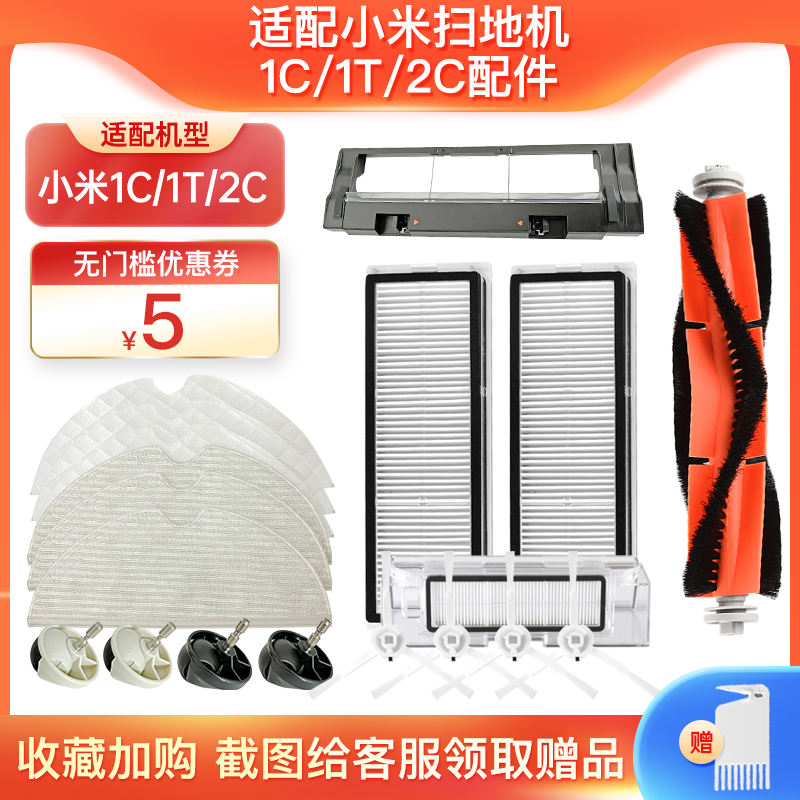 适配小米扫地机
1C/1T/2C配件
适配机型
小米1C/1T/2C
无门槛优惠券
¥5
赠
收藏加购 截图给客服领取赠品